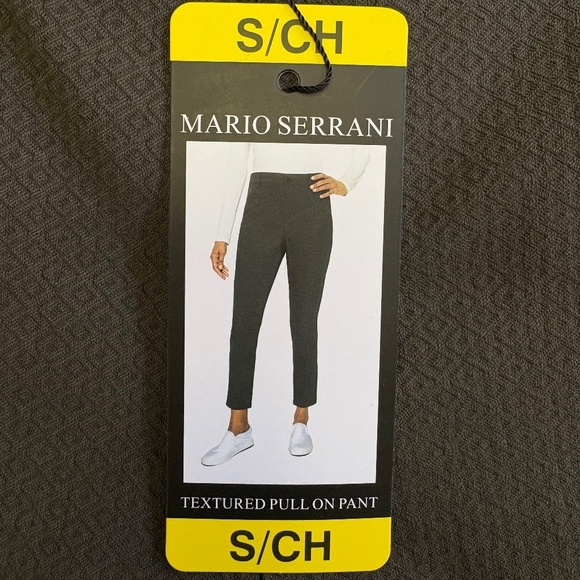 S/CH
MARIO SERRANI
TEXTURED PULL ON PANT
S/CH